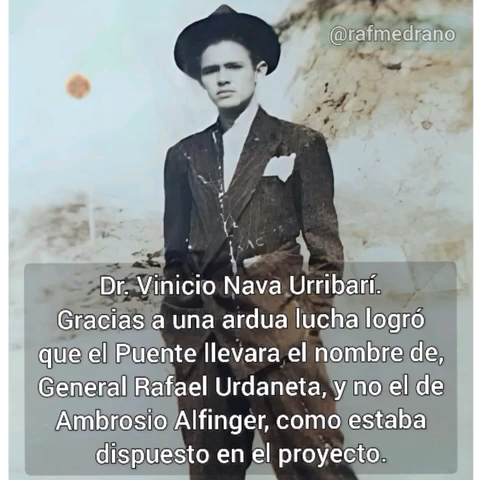 @rafmedrano
Dr. Vinicio Nava Urribarí.
Gracias a una ardua lucha logró
que el Puente llevara el nombre de,
General Rafael Urdaneta, y no el de
Ambrosio Alfinger, como estaba
dispuesto en el proyecto.